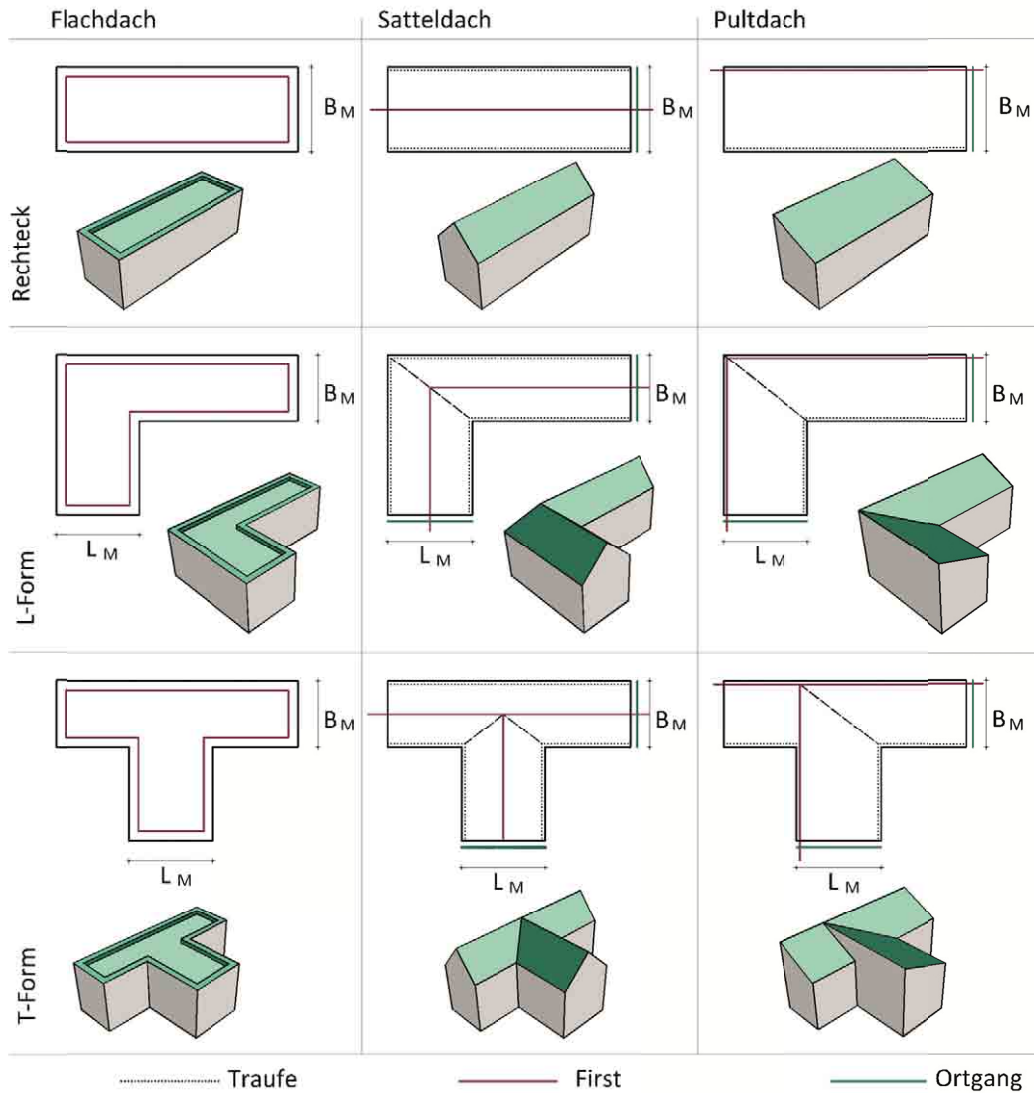 Flachdach Satteldach Pultdach
Rechteck
B M B M B M
L-Form
B M B M B M
L M L M L M
T-Form
B M B M B M
L M L M L M
Traufe First Ortgang